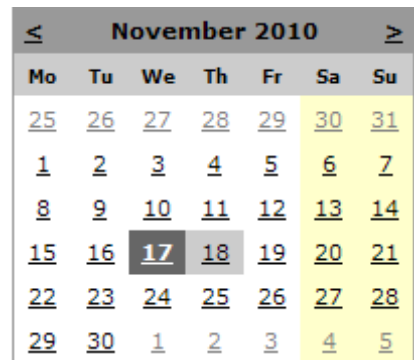 < November 2010 >
Mo Tu We Th Fr Sa Su
25 26 27 28 29 30 31
1 2 3 4 5 6 7
8 9 10 11 12 13 14
15 16 17 18 19 20 21
22 23 24 25 26 27 28
29 30 1 2 3 4 5